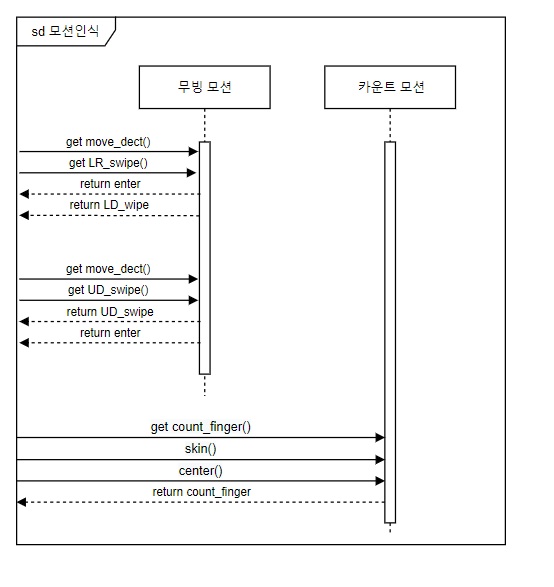 sd 모션인식
무빙 모션
카운트 모션
get move_dect()
get LR_swipe()
return enter
return LD_wipe
get move_dect()
get UD_swipe()
return UD_swipe
return enter
get count_finger()
skin()
center()
return count_finger